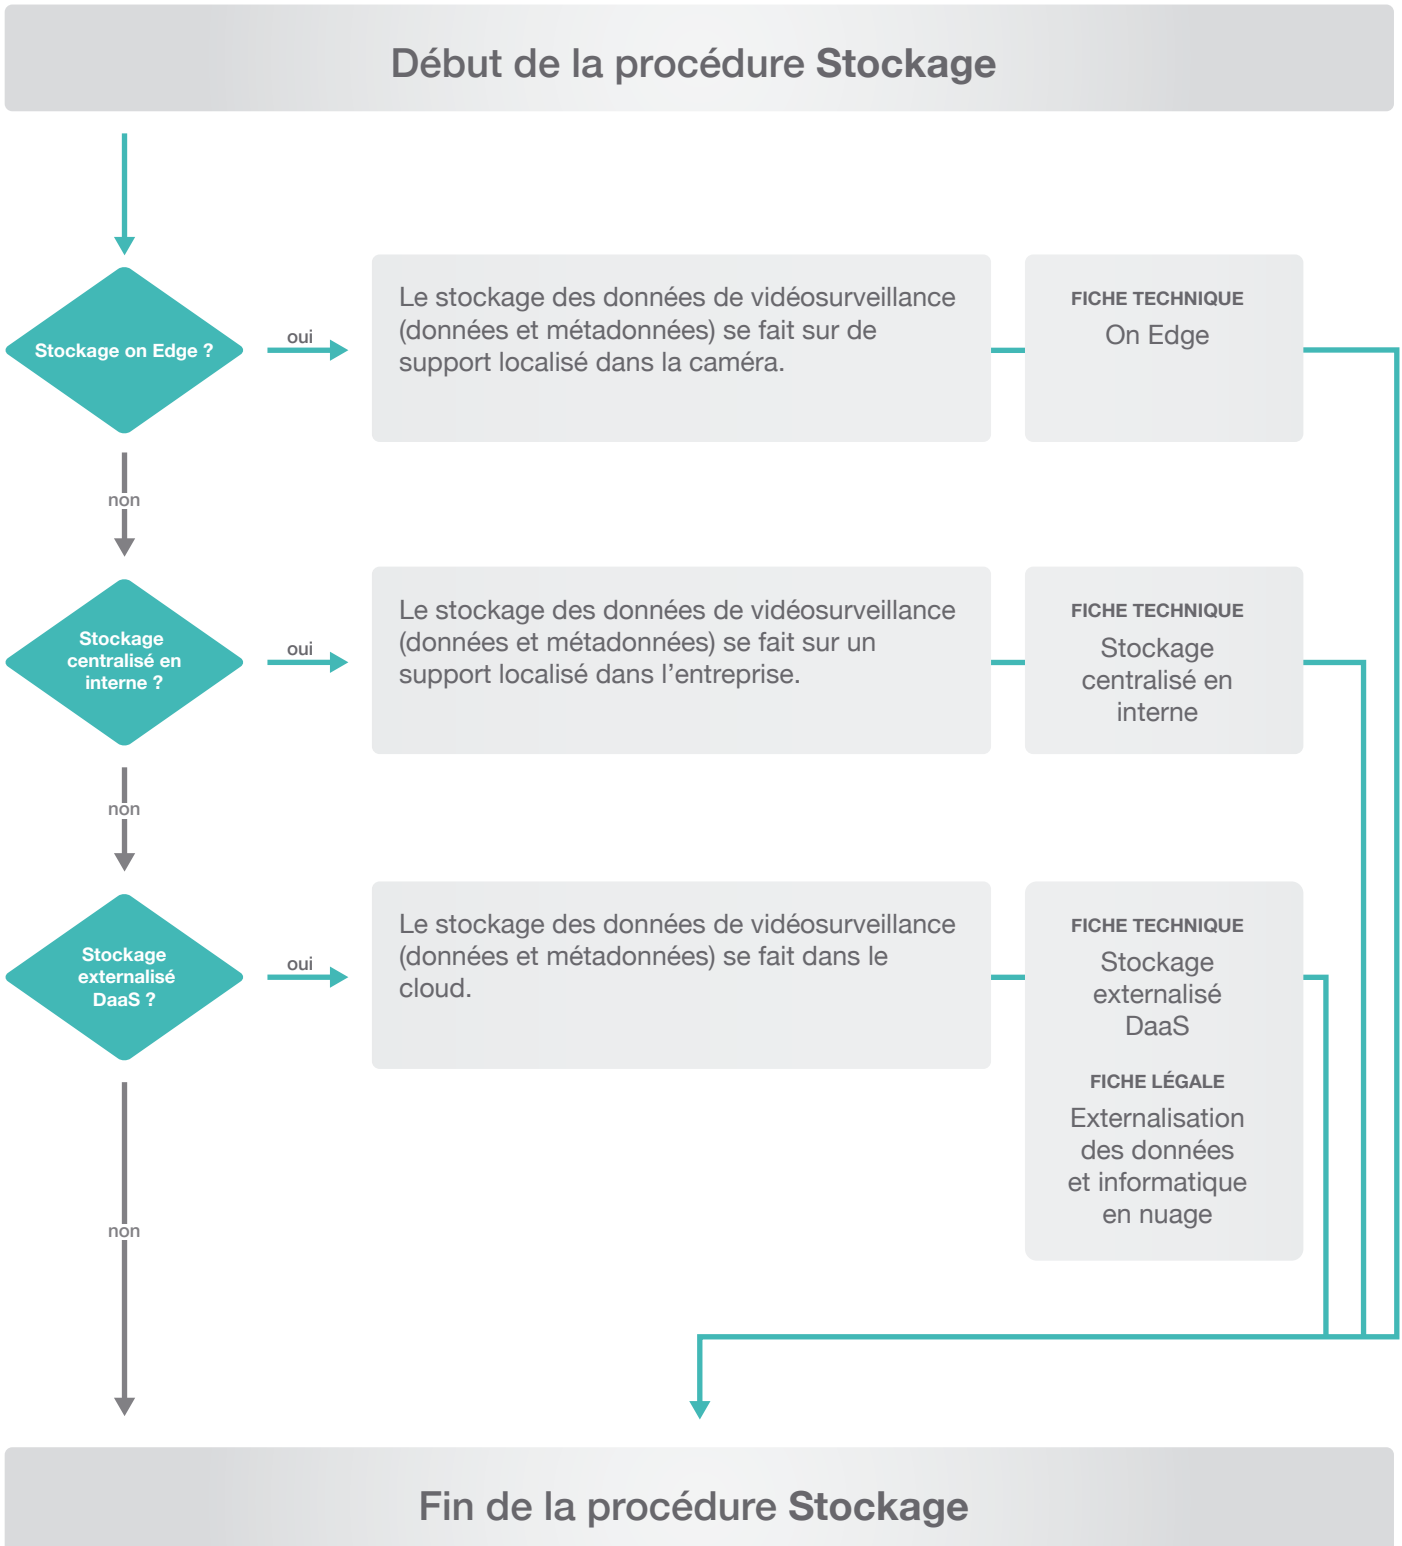 Début de la procédure Stockage
Stockage on Edge ?
oui
Le stockage des données de vidéosurveillance
(données et métadonnées) se fait sur de
support localisé dans la caméra.
FICHE TECHNIQUE
On Edge
non
Stockage
centralisé en
interne ?
oui
Le stockage des données de vidéosurveillance
(données et métadonnées) se fait sur un
support localisé dans l’entreprise.
FICHE TECHNIQUE
Stockage
centralisé en
interne
non
Stockage
externalisé
DaaS ?
oui
Le stockage des données de vidéosurveillance
(données et métadonnées) se fait dans le
cloud.
FICHE TECHNIQUE
Stockage
externalisé
DaaS
FICHE LÉGALE
Externalisation
des données
et informatique
en nuage
non
Fin de la procédure Stockage